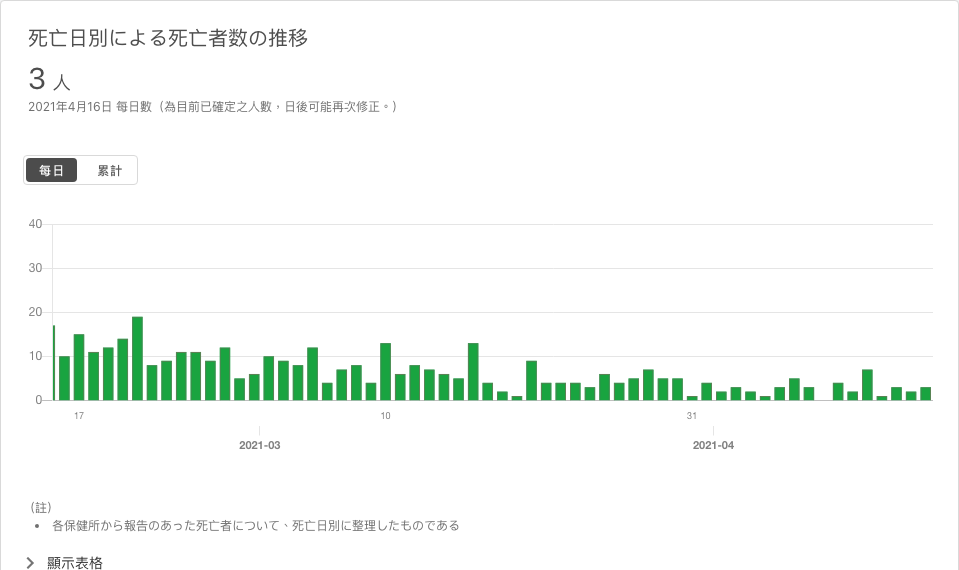 死亡日別による死亡者数の推移
3 人
2021年4月16日 每日數（為目前已確定之人數，日後可能再次修正。）
每日 累計
40
30
20
10
0
17 10 31
2021-03 2021-04
（註）
• 各保健所から報告のあった死亡者について、死亡日別に整理したものである
顯示表格